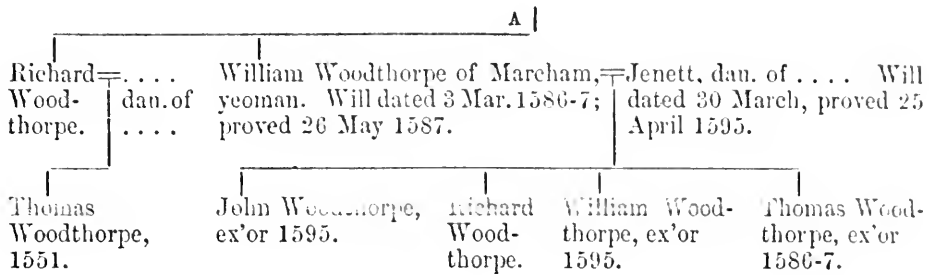 A
Richard=. . . .
Wood- dau. of
thorpe. . . . .
William Woodthorpe of Marcham,=Jenett, dau. of . . . . Will
yeoman. Will dated 3 Mar. 1586-7; dated 30 March, proved 25
proved 26 May 1587. April 1595.
Thomas
Woodthorpe,
1551.
John Woodthorpe,
ex'or 1595.
Richard
Wood-
thorpe.
William Wood-
thorpe, ex'or
1595.
Thomas Wood-
thorpe, ex'or
1586-7.